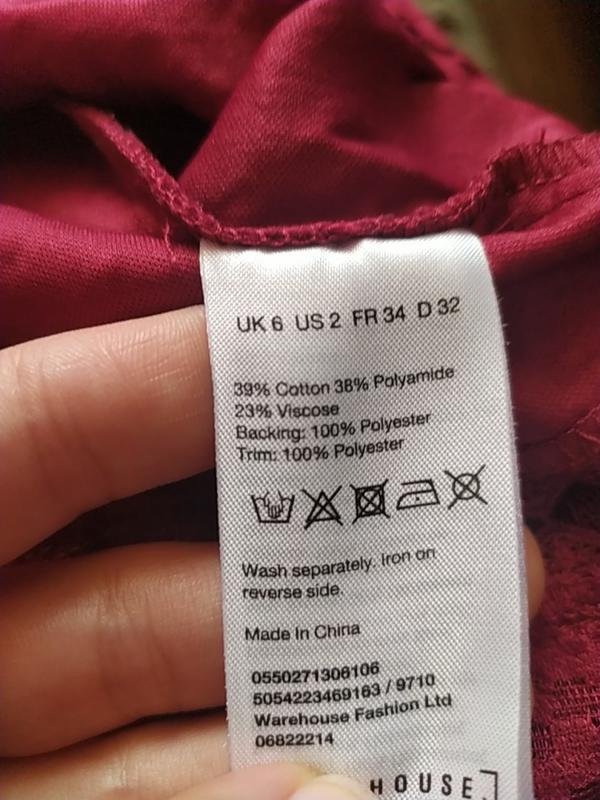 UK 6 US 2 FR 34 D 32
39% Cotton 38% Polyamide
23% Viscose
Backing: 100% Polyester
Trim: 100% Polyester
Wash separately. iron on
reverse side.
Made In China
0550271306106
5054223469163 / 9710
Warehouse Fashion Ltd
06822214
HOUSE